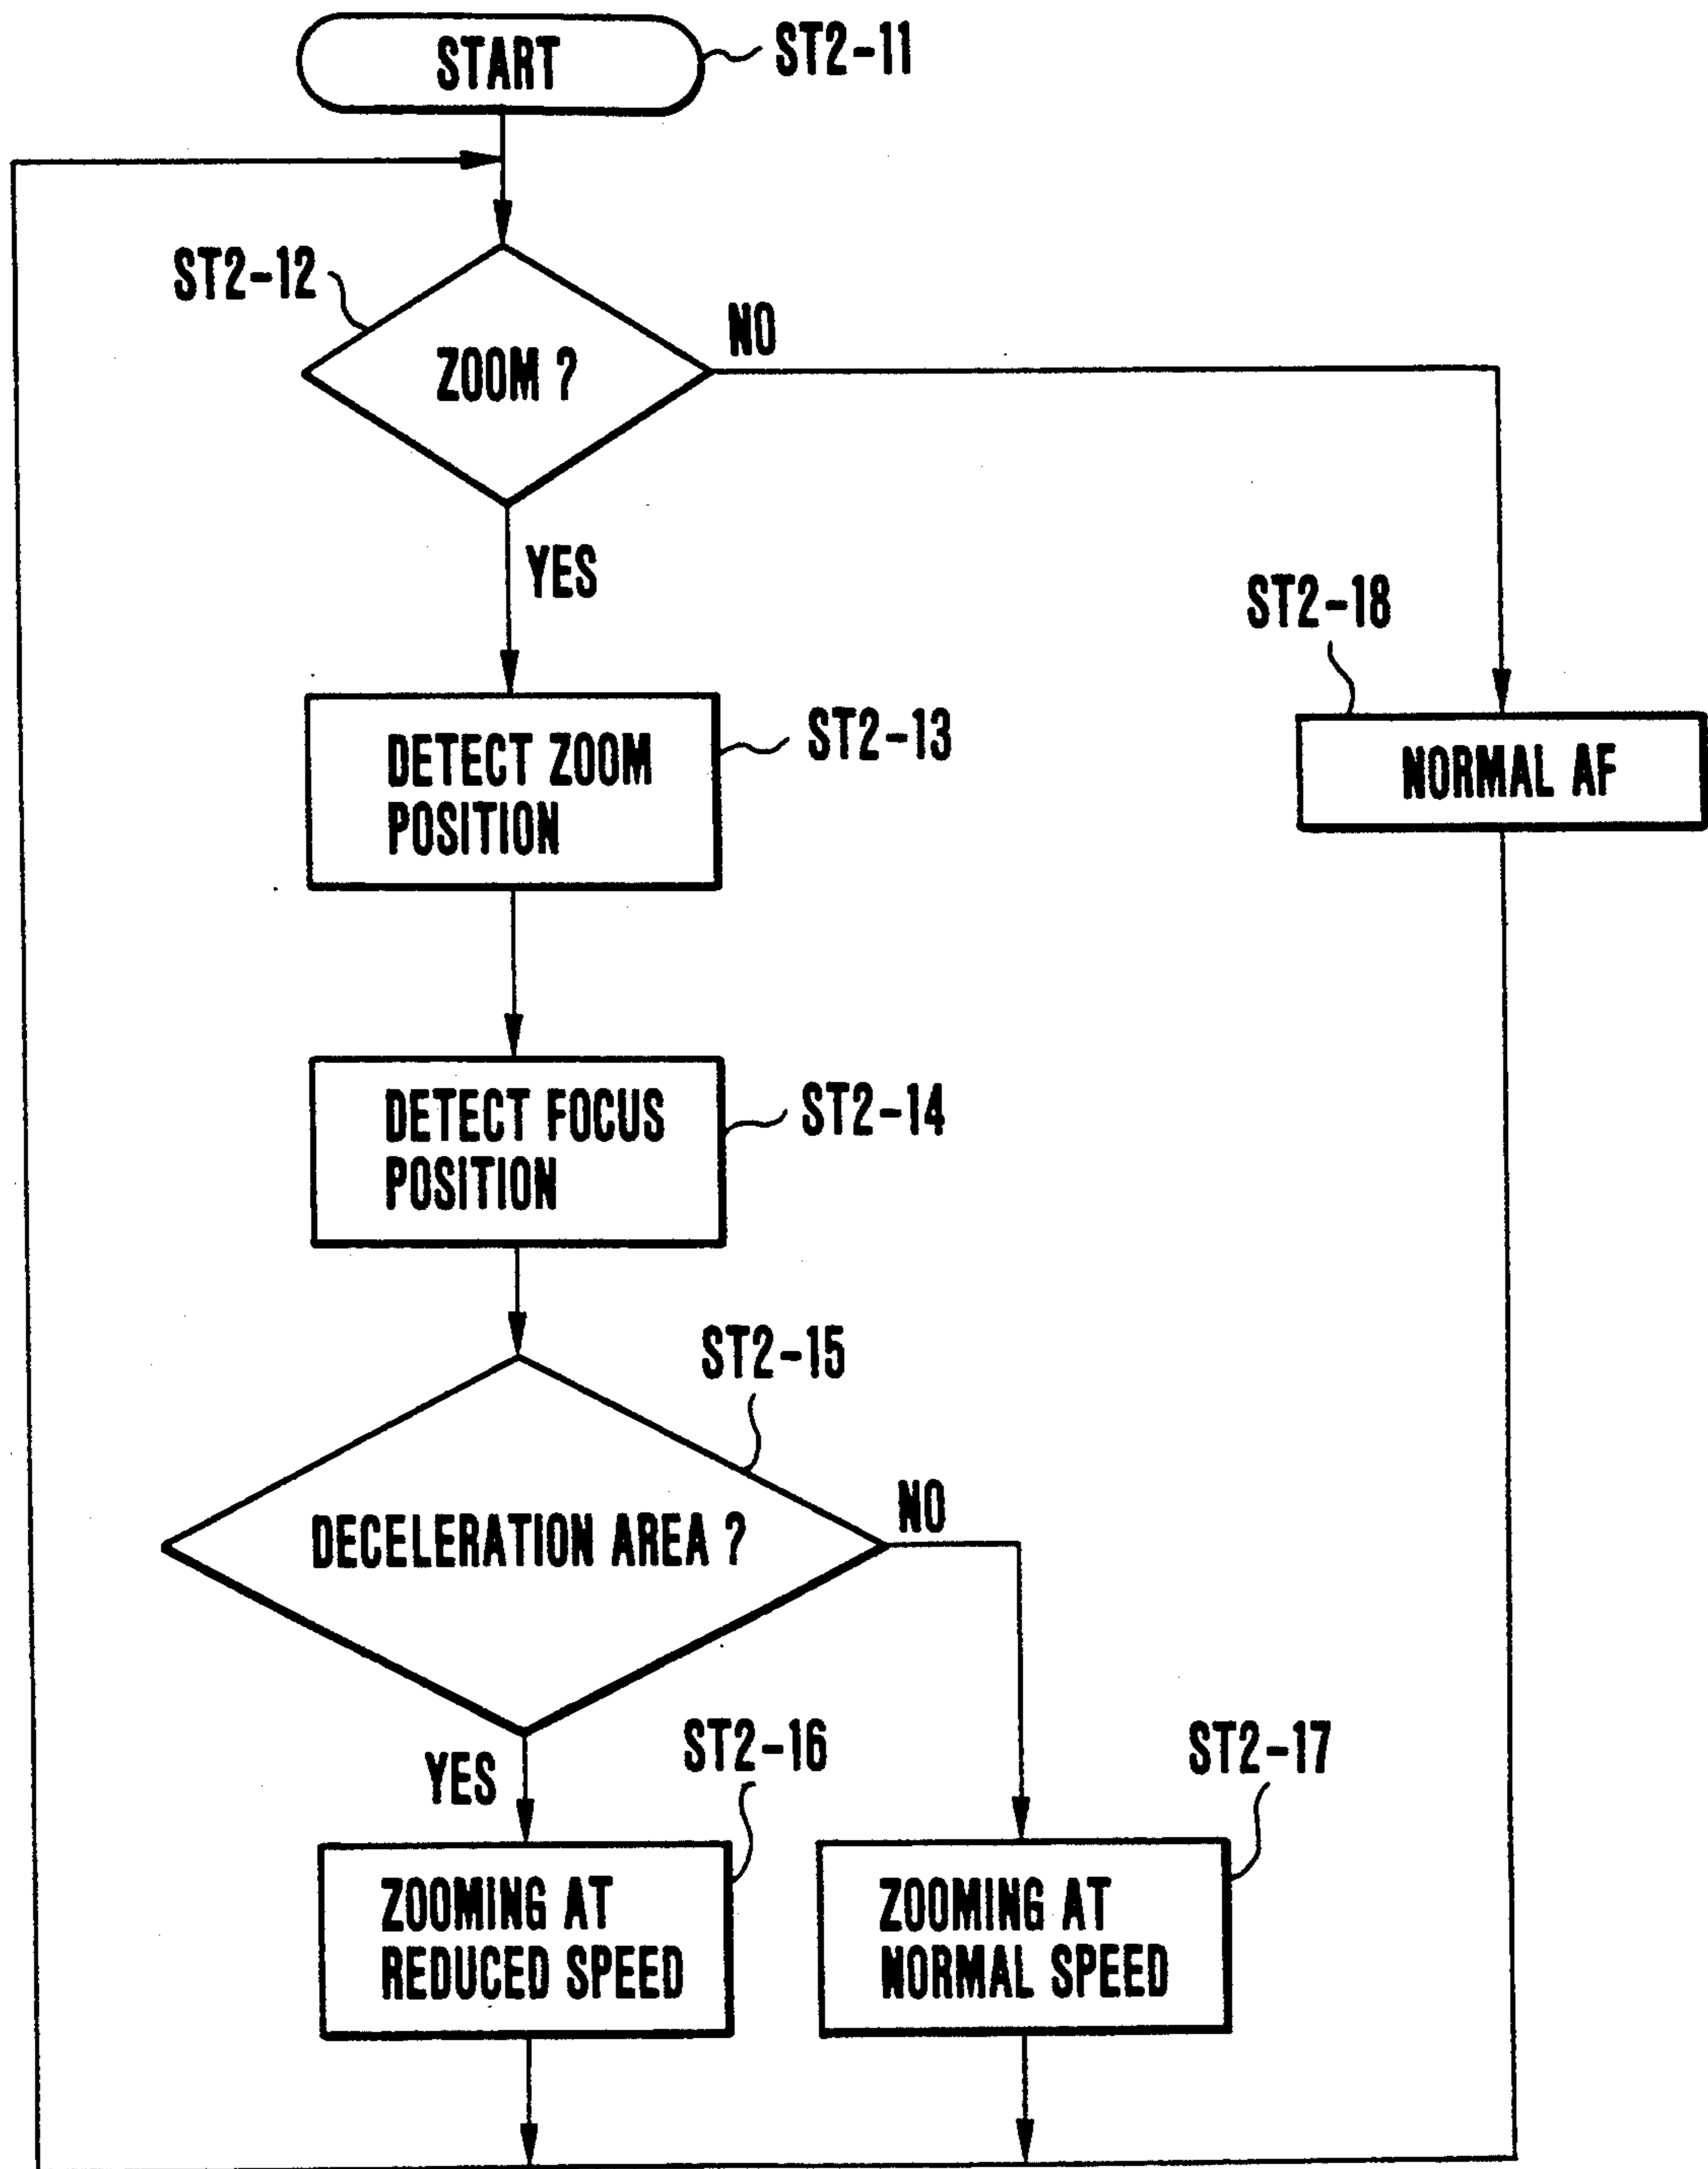 START
ST2-11
ST2-12
ZOOM ?
NO
YES
ST2-18
DETECT ZOOM
POSITION
ST2-13
NORMAL AF
DETECT FOCUS
POSITION
ST2-14
ST2-15
DECELERATION AREA ?
NO
YES
ST2-16
ST2-17
ZOOMING AT
REDUCED SPEED
ZOOMING AT
NORMAL SPEED